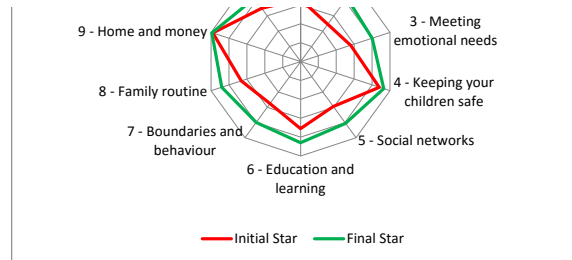 9 - Home and money
3 - Meeting
emotional needs
8 - Family routine
4 - Keeping your
children safe
7 - Boundaries and
behaviour
5 - Social networks
6 - Education and
learning
Initial Star
Final Star